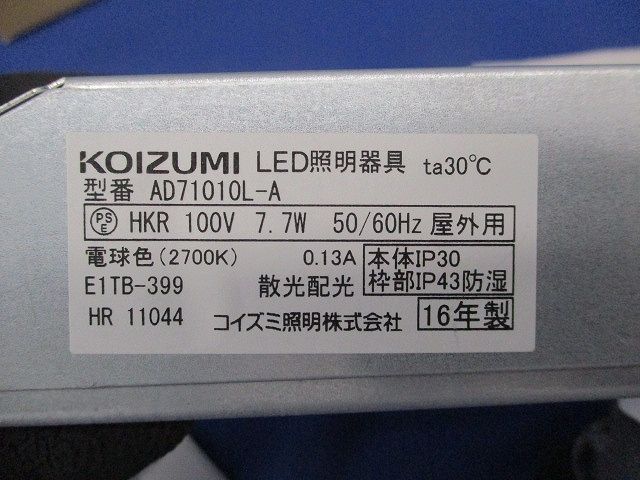 KOIZUMI LED照明器具 ta30℃
型番 AD71010L-A
PS E HKR 100V 7.7W 50/60Hz 屋外用
電球色(2700K) 0.13A 本体IP30
E1TB-399 散光配光 枠部IP43防湿
HR 11044 コイズミ照明株式会社 16年製